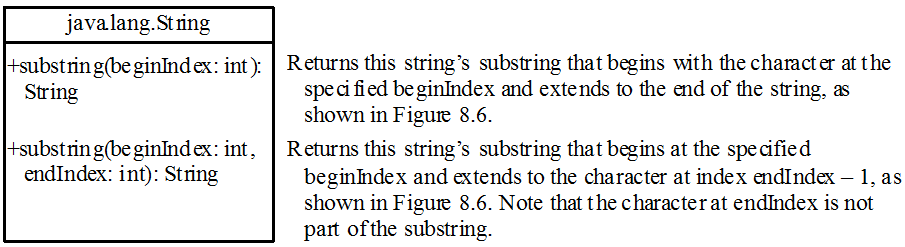 java.lang.String
+substring(beginIndex: int):
String
Returns this string's substring that begins with the character at the
specified beginIndex and extends to the end of the string, as
shown in Figure 8.6.
+substring(beginIndex: int,
endIndex: int): String
Returns this string's substring that begins at the specified
beginIndex and extends to the character at index endIndex – 1, as
shown in Figure 8.6. Note that the character at endIndex is not
part of the substring.